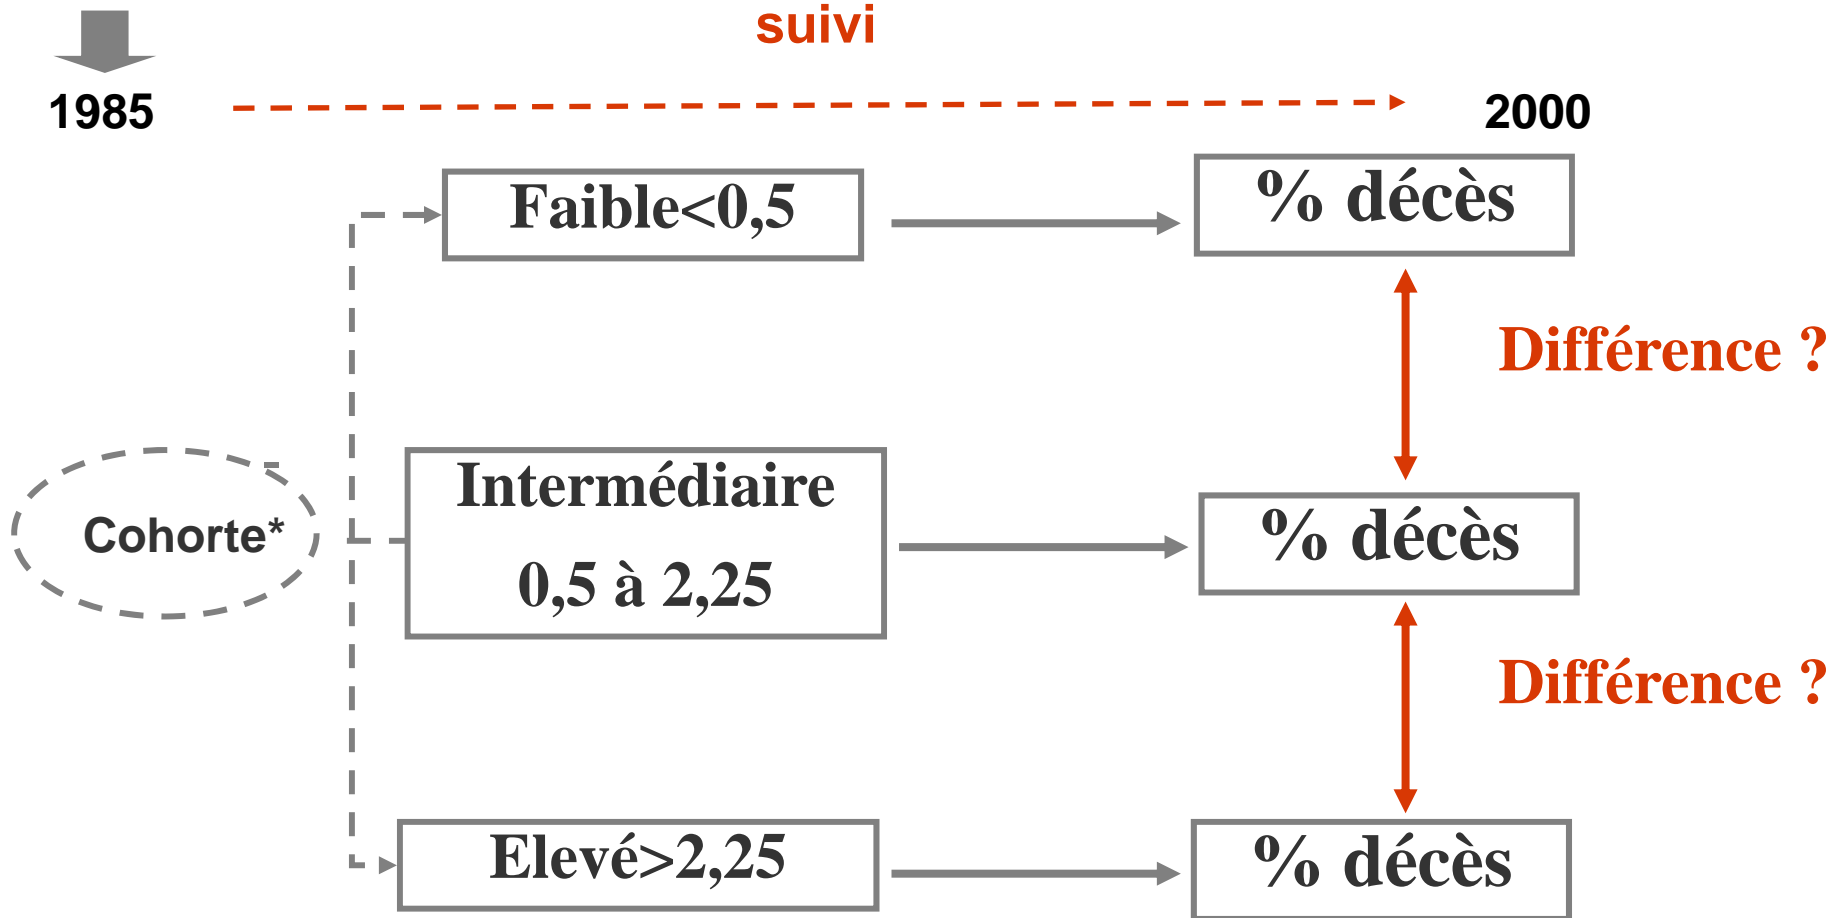 suivi
1985
2000
Faible<0,5
% décès
Différence ?
Cohorte*
Intermédiaire
0,5 à 2,25
% décès
Différence ?
Elevé>2,25
% décès